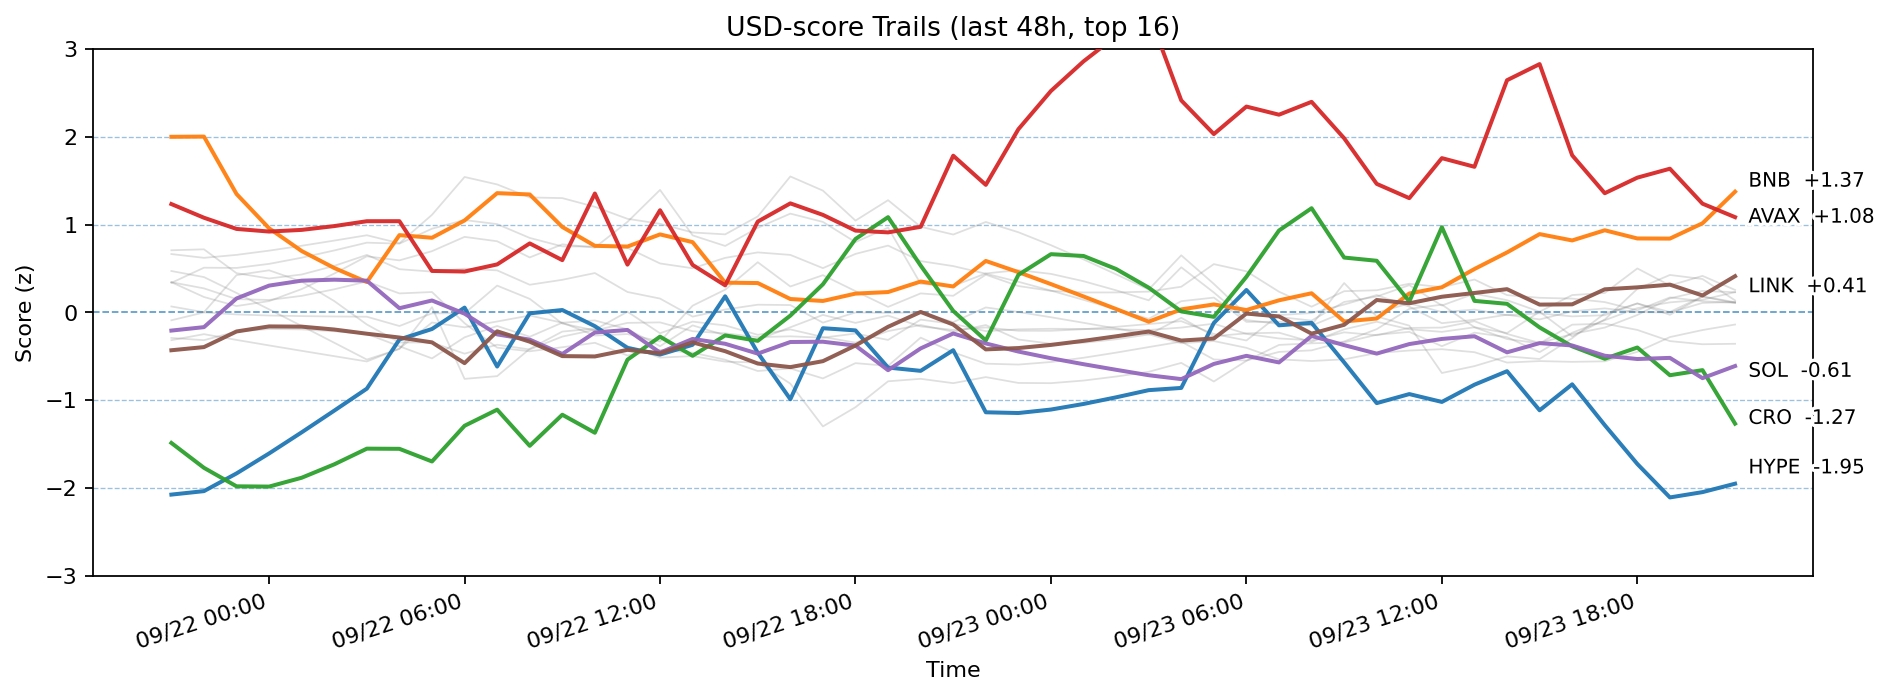 USD-score Trails (last 48h, top 16)
Score (z)
3
2
1
0
−1
−2
−3
BNB +1.37
AVAX +1.08
LINK +0.41
SOL -0.61
CRO -1.27
HYPE -1.95
09/22 00:00
09/22 06:00
09/22 12:00
09/22 18:00
09/23 00:00
09/23 06:00
09/23 12:00
09/23 18:00
Time